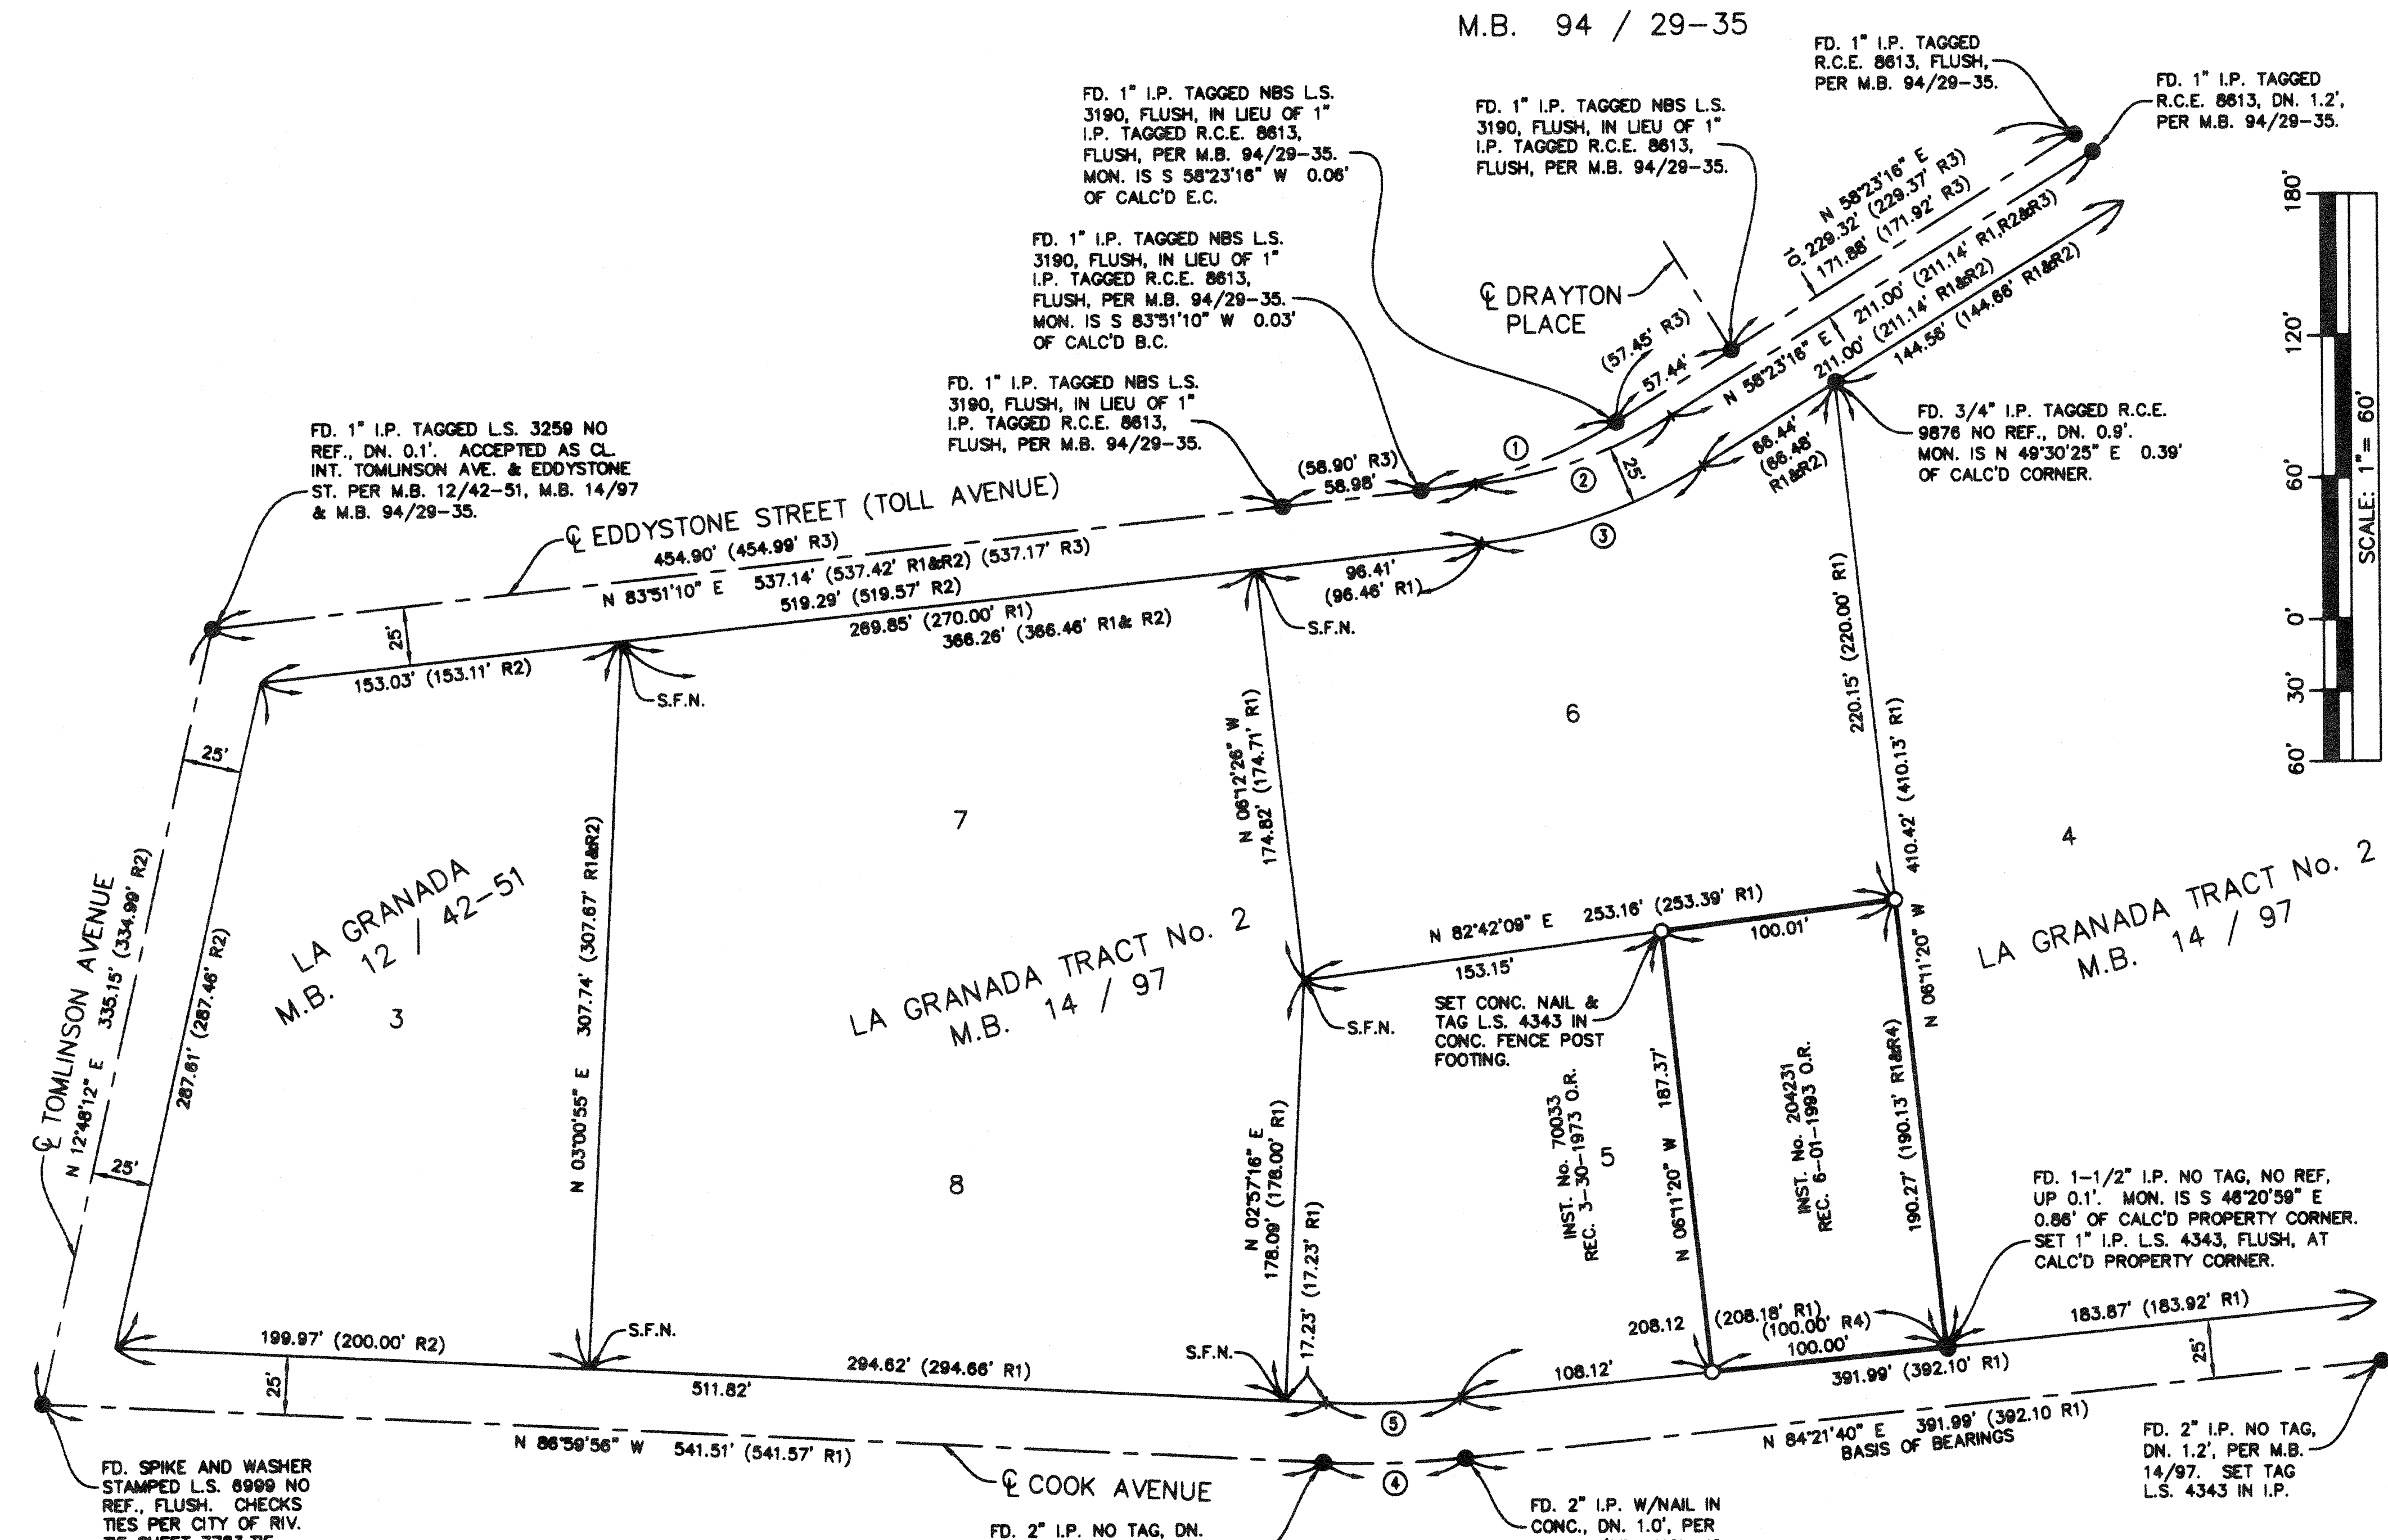 M.B. 94 / 29-35
FD. 1" I.P. TAGGED
R.C.E. 8613, FLUSH,
PER M.B. 94/29-35.
FD. 1" I.P. TAGGED
R.C.E. 8613, DN. 1.2',
PER M.B. 94/29-35.
FD. 1" I.P. TAGGED NBS L.S.
3190, FLUSH, IN LIEU OF 1"
I.P. TAGGED R.C.E. 8613,
FLUSH, PER M.B. 94/29-35.
MON. IS S 58°23'16" W 0.06'
OF CALC'D E.C.
FD. 1" I.P. TAGGED NBS L.S.
3190, FLUSH, IN LIEU OF 1"
I.P. TAGGED R.C.E. 8613,
FLUSH, PER M.B. 94/29-35.
FD. 1" I.P. TAGGED NBS L.S.
3190, FLUSH, IN LIEU OF 1"
I.P. TAGGED R.C.E. 8613,
FLUSH, PER M.B. 94/29-35.
MON. IS S 83°51'10" W 0.03'
OF CALC'D B.C.
FD. 1" I.P. TAGGED NBS L.S.
3190, FLUSH, IN LIEU OF 1"
I.P. TAGGED R.C.E. 8613,
FLUSH, PER M.B. 94/29-35.
FD. 1" I.P. TAGGED L.S. 3259 NO
REF., DN. 0.1'. ACCEPTED AS CL.
INT. TOMLINSON AVE. & EDDYSTONE
ST. PER M.B. 12/42-51, M.B. 14/97
& M.B. 94/29-35.
℄ DRAYTON
PLACE
N 58°23'16" E
229.32' (229.37' R3)
171.88' (171.92' R3)
211.00' (211.14' R1,R2&R3)
N 58°23'16" E
211.00' (211.14' R1&R2)
144.56' (144.66' R1&R2)
(57.45' R3)
57.44'
66.44'
(66.48'
R1&R2)
25'
1
2
3
FD. 3/4" I.P. TAGGED R.C.E.
9876 NO REF., DN. 0.9'.
MON. IS N 49°30'25" E 0.39'
OF CALC'D CORNER.
180'
120'
60'
0'
30'
60'
SCALE: 1"= 60'
(58.90' R3)
58.98'
℄ EDDYSTONE STREET (TOLL AVENUE)
454.90' (454.99' R3)
N 83°51'10" E 537.14' (537.42' R1&R2) (537.17' R3)
519.29' (519.57' R2)
269.85' (270.00' R1)
366.26' (366.46' R1& R2)
96.41'
(96.46' R1)
25'
153.03' (153.11' R2)
S.F.N.
S.F.N.
25'
℄ TOMLINSON AVENUE
N 12°48'12" E 335.15' (334.99' R2)
287.61' (287.46' R2)
25'
LA GRANADA
M.B. 12 / 42-51
3
N 03°00'55" E 307.74' (307.67' R1&R2)
7
LA GRANADA TRACT No. 2
M.B. 14 / 97
8
N 06°12'26" W
174.82' (174.71' R1)
6
220.15' (220.00' R1)
410.42' (410.13' R1)
N 06°11'20" W
4
LA GRANADA TRACT No. 2
M.B. 14 / 97
N 82°42'09" E 253.16' (253.39' R1)
153.15'
100.01'
S.F.N.
SET CONC. NAIL &
TAG L.S. 4343 IN
CONC. FENCE POST
FOOTING.
N 02°57'16" E
178.09' (178.00' R1)
17.23' (17.23' R1)
INST. No. 70033
REC. 3-30-1973 O.R.
5
N 06°11'20" W 187.37'
INST. No. 204231
REC. 6-01-1993 O.R.
190.27' (190.13' R1&R4)
FD. 1-1/2" I.P. NO TAG, NO REF,
UP 0.1'. MON. IS S 46°20'59" E
0.86' OF CALC'D PROPERTY CORNER.
SET 1" I.P. L.S. 4343, FLUSH, AT
CALC'D PROPERTY CORNER.
199.97' (200.00' R2)
S.F.N.
25'
294.62' (294.66' R1)
511.82'
S.F.N.
5
108.12'
208.12 (208.18' R1)
(100.00' R4)
100.00'
183.87' (183.92' R1)
391.99' (392.10' R1)
25'
N 86°59'56" W 541.51' (541.57' R1)
℄ COOK AVENUE
4
N 84°21'40" E 391.99' (392.10 R1)
BASIS OF BEARINGS
FD. SPIKE AND WASHER
STAMPED L.S. 6999 NO
REF., FLUSH. CHECKS
TIES PER CITY OF RIV.
FD. 2" I.P. NO TAG, DN.
FD. 2" I.P. W/NAIL IN
CONC., DN. 1.0', PER
FD. 2" I.P. NO TAG,
DN. 1.2', PER M.B.
14/97. SET TAG
L.S. 4343 IN I.P.